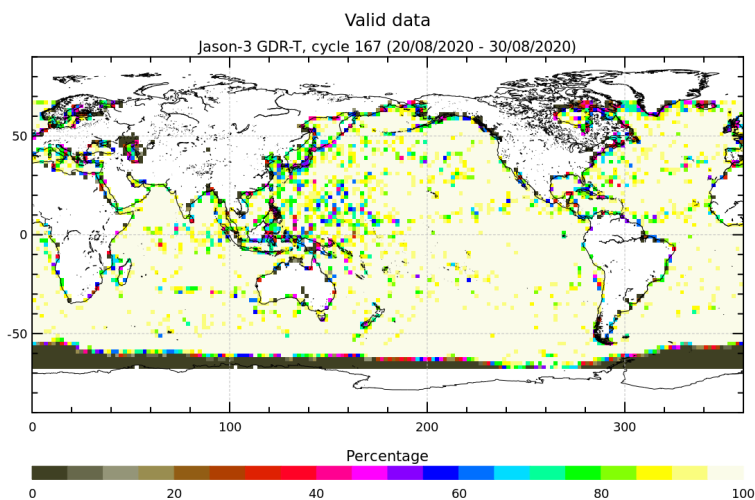 Valid data
Jason-3 GDR-T, cycle 167 (20/08/2020 - 30/08/2020)
50
0
-50
0 100 200 300
Percentage
0 20 40 60 80 100